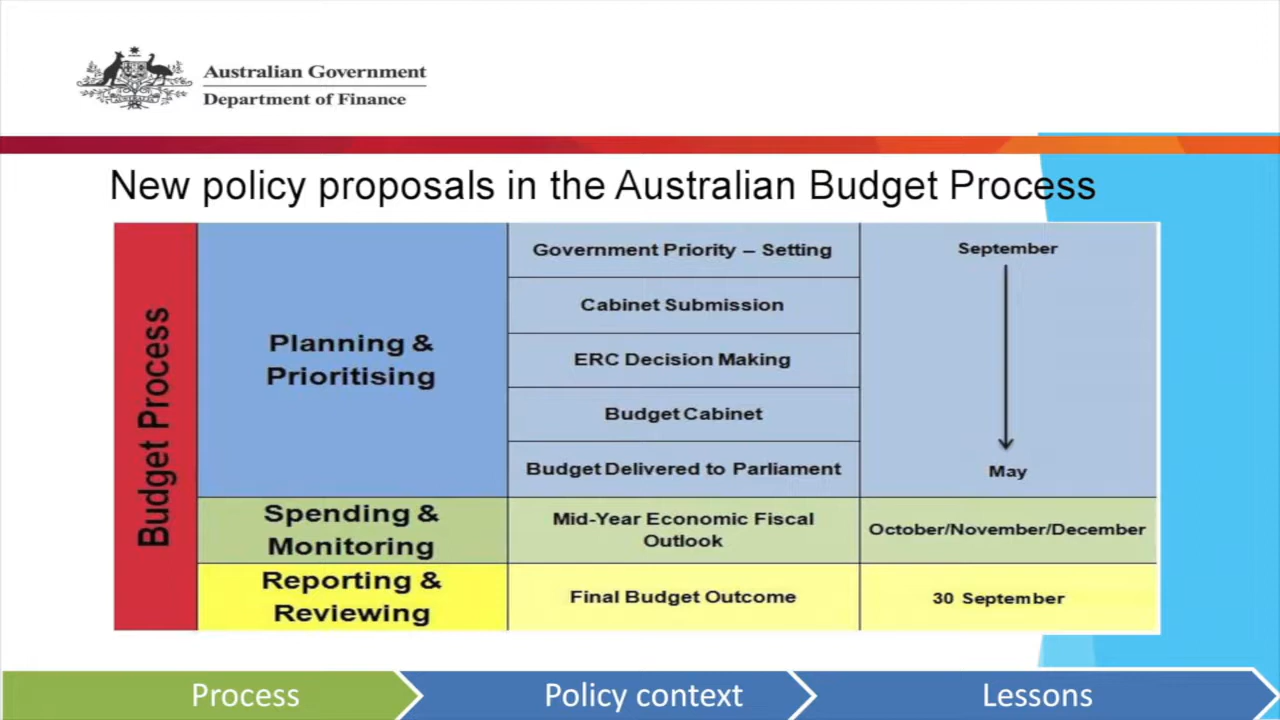 Australian Government
Department of Finance
New policy proposals in the Australian Budget Process
Budget Process
Planning &
Prioritising
Government Priority – Setting
Cabinet Submission
ERC Decision Making
Budget Cabinet
Budget Delivered to Parliament
September
May
Spending &
Monitoring
Mid-Year Economic Fiscal
Outlook
October/November/December
Reporting &
Reviewing
Final Budget Outcome
30 September
Process
Policy context
Lessons